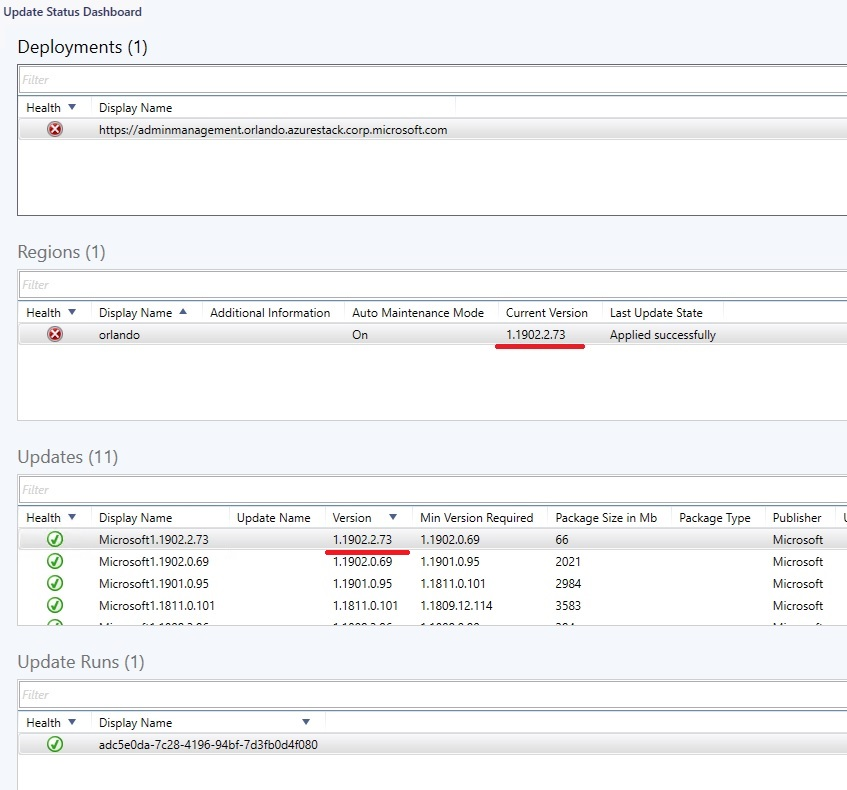 Update Status Dashboard
Deployments (1)
Filter
Health Display Name
https://adminmanagement.orlando.azurestack.corp.microsoft.com
Regions (1)
Filter
Health Display Name Additional Information Auto Maintenance Mode Current Version Last Update State
orlando On 1.1902.2.73 Applied successfully
Updates (11)
Filter
Health Display Name Update Name Version Min Version Required Package Size in Mb Package Type Publisher
Microsoft1.1902.2.73 1.1902.2.73 1.1902.0.69 66 Microsoft
Microsoft1.1902.0.69 1.1902.0.69 1.1901.0.95 2021 Microsoft
Microsoft1.1901.0.95 1.1901.0.95 1.1811.0.101 2984 Microsoft
Microsoft1.1811.0.101 1.1811.0.101 1.1809.12.114 3583 Microsoft
Update Runs (1)
Filter
Health Display Name
adc5e0da-7c28-4196-94bf-7d3fb0d4f080